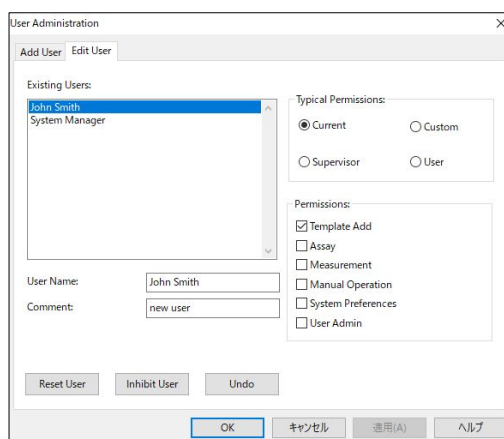 User Administration
Add User
Edit User
Existing Users:
John Smith
System Manager
Typical Permissions:
Current
Custom
Supervisor
User
Permissions:
Template Add
Assay
Measurement
Manual Operation
System Preferences
User Admin
User Name:
John Smith
Comment:
new user
Reset User
Inhibit User
Undo
OK
キャンセル
適用(A)
ヘルプ